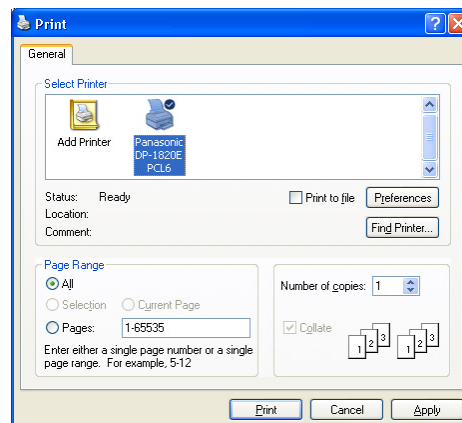 Print
General
Select Printer
Add Printer
Panasonic
DP-1820E
PCL6
Status: Ready
Location:
Comment:
Print to file
Preferences
Find Printer...
Page Range
All
Selection
Current Page
Pages: 1-65535
Enter either a single page number or a single
page range. For example, 5-12
Number of copies: 1
Collate
1 2 3 1 2 3
Print
Cancel
Apply